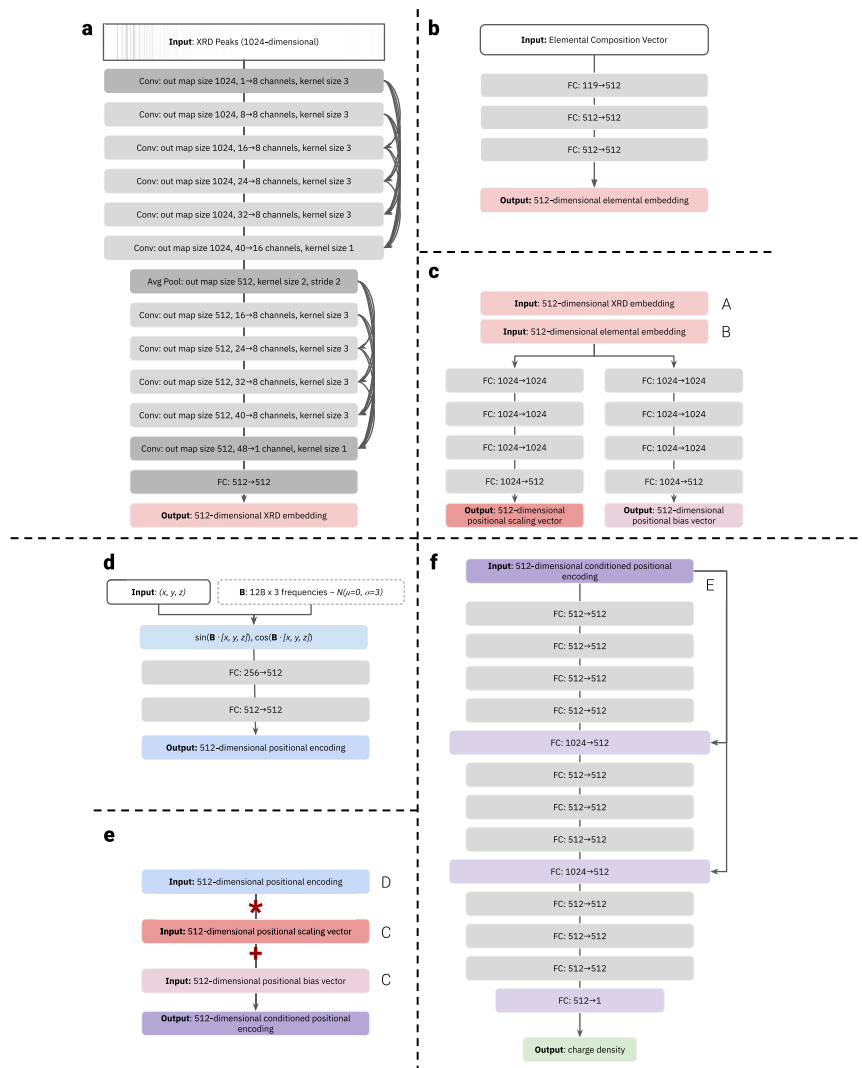 a
Input: XRD Peaks (1024-dimensional)
Conv: out map size 1024, 1→8 channels, kernel size 3
Conv: out map size 1024, 8→8 channels, kernel size 3
Conv: out map size 1024, 16→8 channels, kernel size 3
Conv: out map size 1024, 24→8 channels, kernel size 3
Conv: out map size 1024, 32→8 channels, kernel size 3
Conv: out map size 1024, 40→16 channels, kernel size 1
Avg Pool: out map size 512, kernel size 2, stride 2
Conv: out map size 512, 16→8 channels, kernel size 3
Conv: out map size 512, 24→8 channels, kernel size 3
Conv: out map size 512, 32→8 channels, kernel size 3
Conv: out map size 512, 40→8 channels, kernel size 3
Conv: out map size 512, 48→1 channel, kernel size 1
FC: 512→512
Output: 512-dimensional XRD embedding
b
Input: Elemental Composition Vector
FC: 119→512
FC: 512→512
FC: 512→512
Output: 512-dimensional elemental embedding
c
Input: 512-dimensional XRD embedding
A
Input: 512-dimensional elemental embedding
B
FC: 1024→1024
FC: 1024→1024
FC: 1024→1024
FC: 1024→512
Output: 512-dimensional
positional scaling vector
FC: 1024→1024
FC: 1024→1024
FC: 1024→1024
FC: 1024→512
Output: 512-dimensional
positional bias vector
d
Input: (x, y, z)
B: 128 x 3 frequencies ~ N(μ=0, σ=3)
sin(B · [x, y, z]), cos(B · [x, y, z])
FC: 256→512
FC: 512→512
Output: 512-dimensional positional encoding
e
Input: 512-dimensional positional encoding
D
*
Input: 512-dimensional positional scaling vector
C
+
Input: 512-dimensional positional bias vector
C
Output: 512-dimensional conditioned positional
encoding
f
Input: 512-dimensional conditioned positional
encoding
E
FC: 512→512
FC: 512→512
FC: 512→512
FC: 512→512
FC: 1024→512
FC: 512→512
FC: 512→512
FC: 512→512
FC: 1024→512
FC: 512→512
FC: 512→512
FC: 512→512
FC: 512→1
Output: charge density